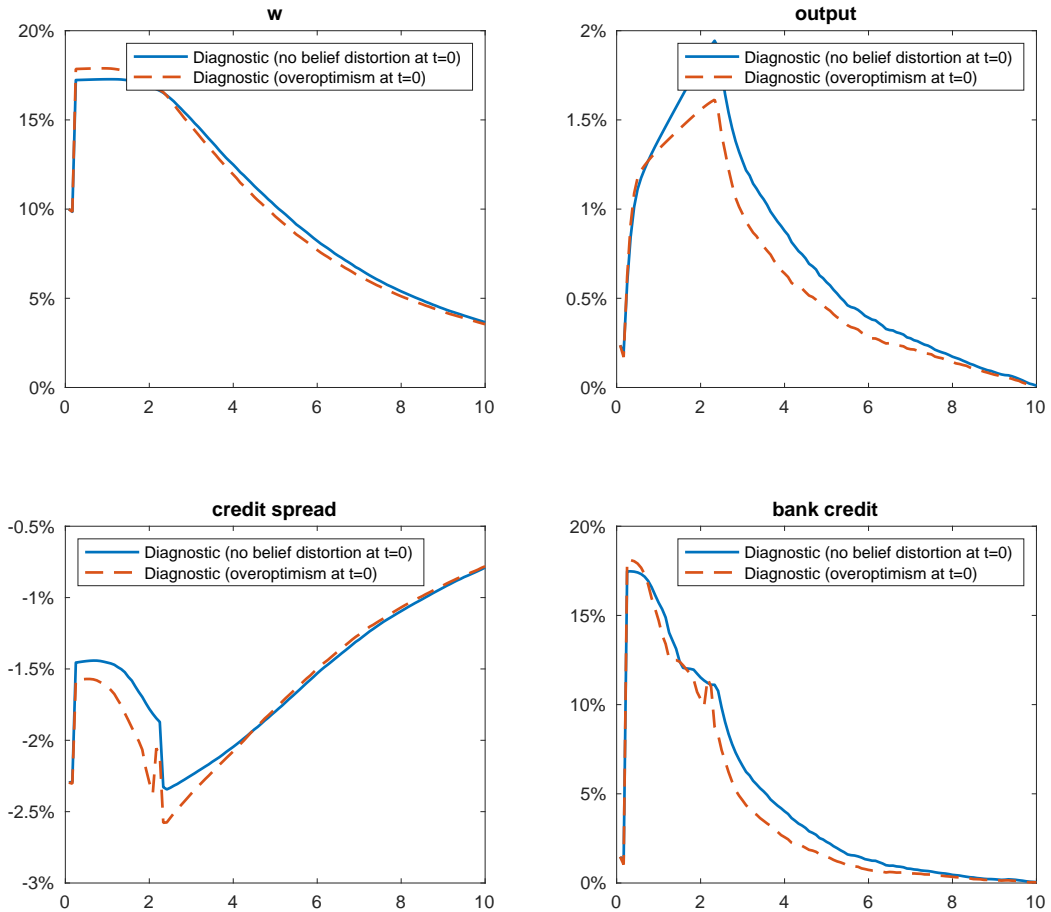 w
20%
15%
10%
5%
0%
0 2 4 6 8 10
Diagnostic (no belief distortion at t=0)
Diagnostic (overoptimism at t=0)
output
2%
1.5%
1%
0.5%
0%
0 2 4 6 8 10
Diagnostic (no belief distortion at t=0)
Diagnostic (overoptimism at t=0)
credit spread
-0.5%
-1%
-1.5%
-2%
-2.5%
-3%
0 2 4 6 8 10
Diagnostic (no belief distortion at t=0)
Diagnostic (overoptimism at t=0)
bank credit
20%
15%
10%
5%
0%
0 2 4 6 8 10
Diagnostic (no belief distortion at t=0)
Diagnostic (overoptimism at t=0)